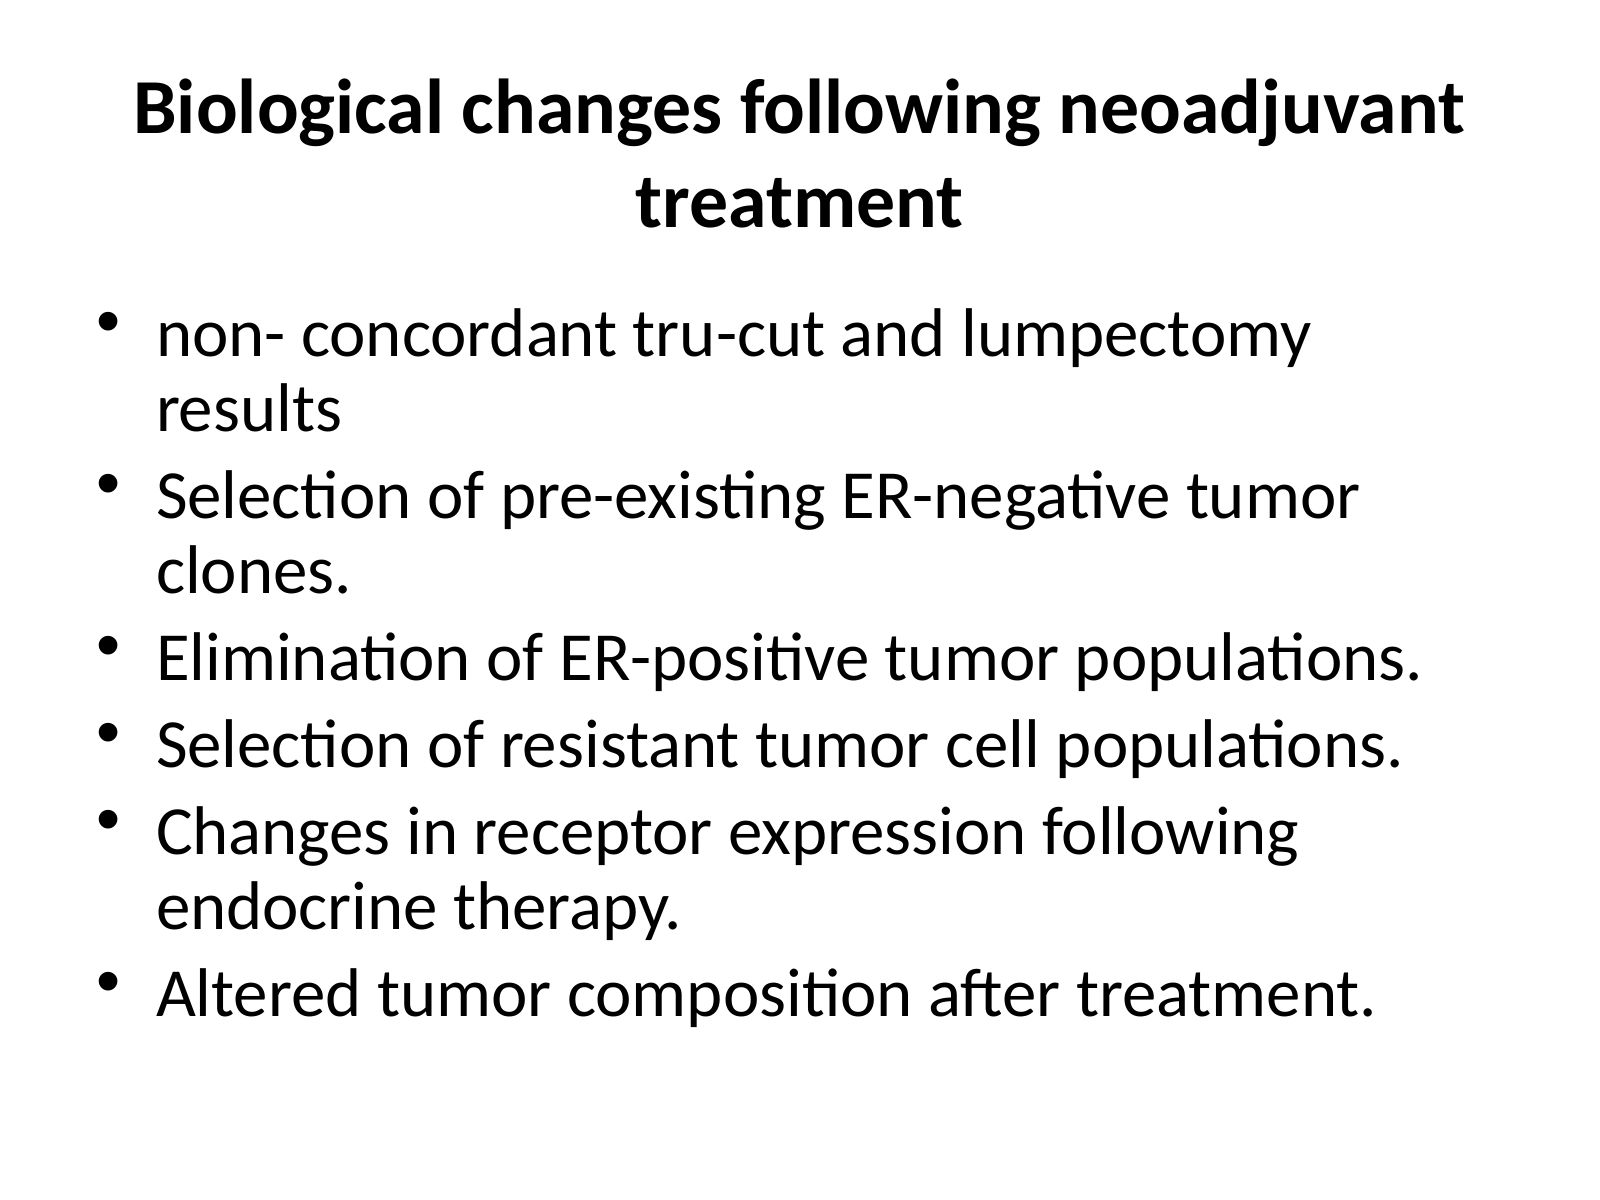 Biological changes following neoadjuvant
treatment
• non- concordant tru-cut and lumpectomy
results
• Selection of pre-existing ER-negative tumor
clones.
• Elimination of ER-positive tumor populations.
• Selection of resistant tumor cell populations.
• Changes in receptor expression following
endocrine therapy.
• Altered tumor composition after treatment.